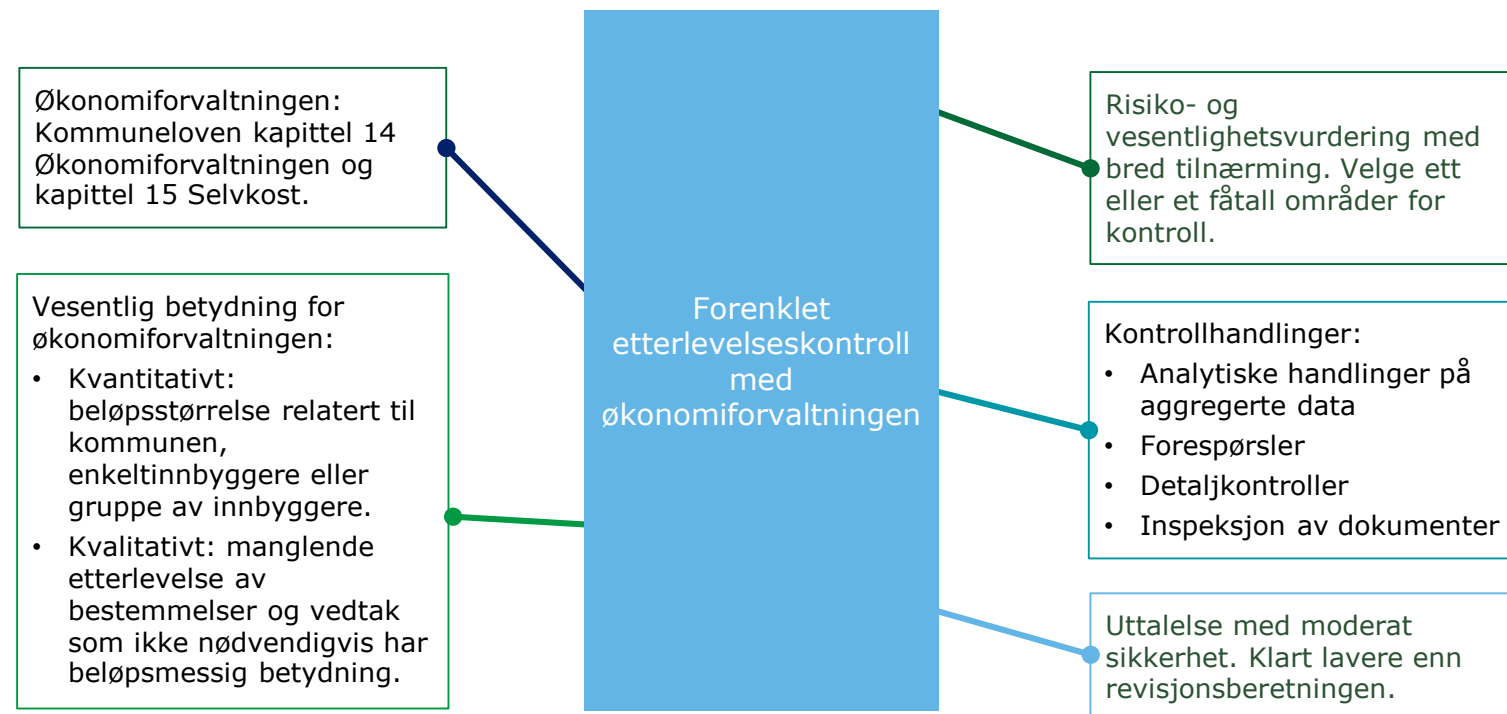 Økonomiforvaltningen:
Kommuneloven kapittel 14
Økonomiforvaltningen og
kapittel 15 Selvkost.
Vesentlig betydning for
økonomiforvaltningen:
• Kvantitativt:
beløpsstørrelse relatert til
kommunen,
enkeltinnbyggere eller
gruppe av innbyggere.
• Kvalitativt: manglende
etterlevelse av
bestemmelser og vedtak
som ikke nødvendigvis har
beløpsmessig betydning.
Forenklet
etterlevelseskontroll
med
økonomiforvaltningen
Risiko- og
vesentlighetsvurdering med
bred tilnærming. Velge ett
eller et fåtall områder for
kontroll.
Kontrollhandlinger:
• Analytiske handlinger på
aggregerte data
• Forespørsler
• Detaljkontroller
• Inspeksjon av dokumenter
Uttalelse med moderat
sikkerhet. Klart lavere enn
revisjonsberetningen.